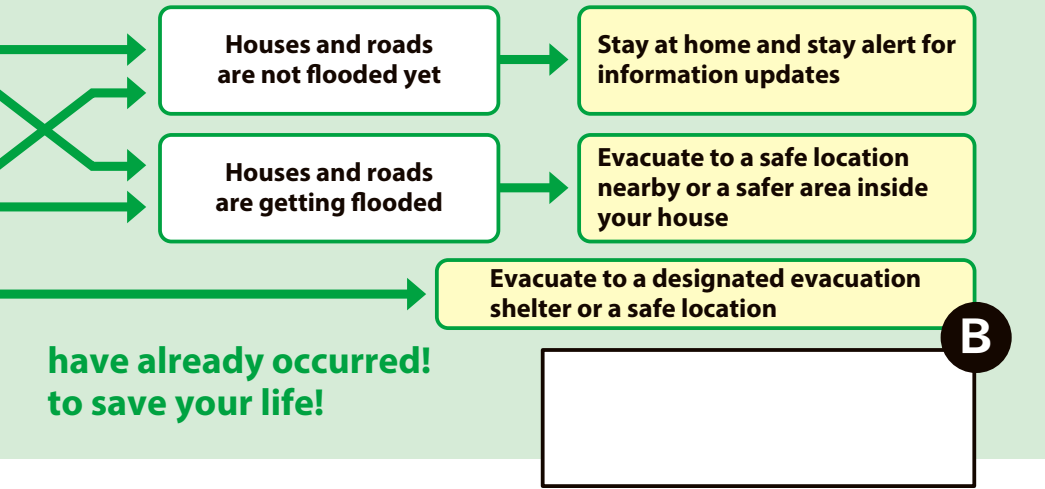 Houses and roads
are not flooded yet
Stay at home and stay alert for
information updates
Houses and roads
are getting flooded
Evacuate to a safe location
nearby or a safer area inside
your house
Evacuate to a designated evacuation
shelter or a safe location
B
have already occurred!
to save your life!